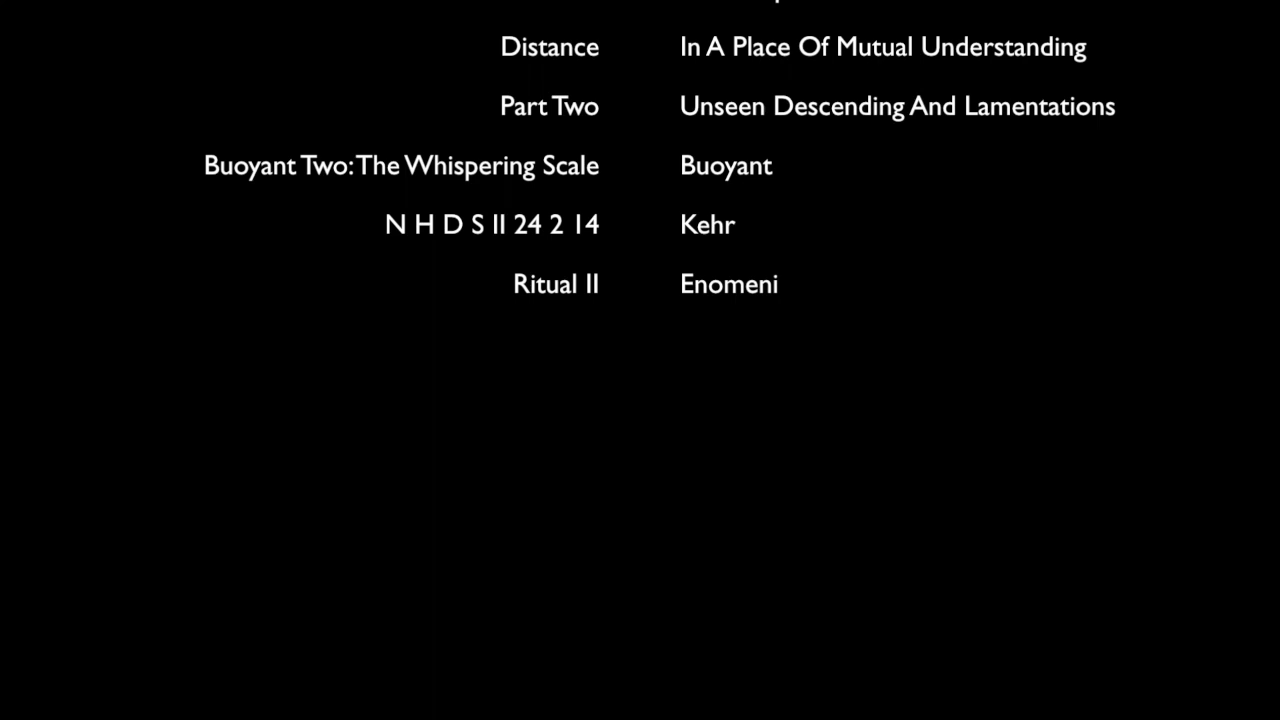 Distance In A Place Of Mutual Understanding
Part Two Unseen Descending And Lamentations
Buoyant Two: The Whispering Scale Buoyant
N H D S II 24 2 14 Kehr
Ritual II Enomeni